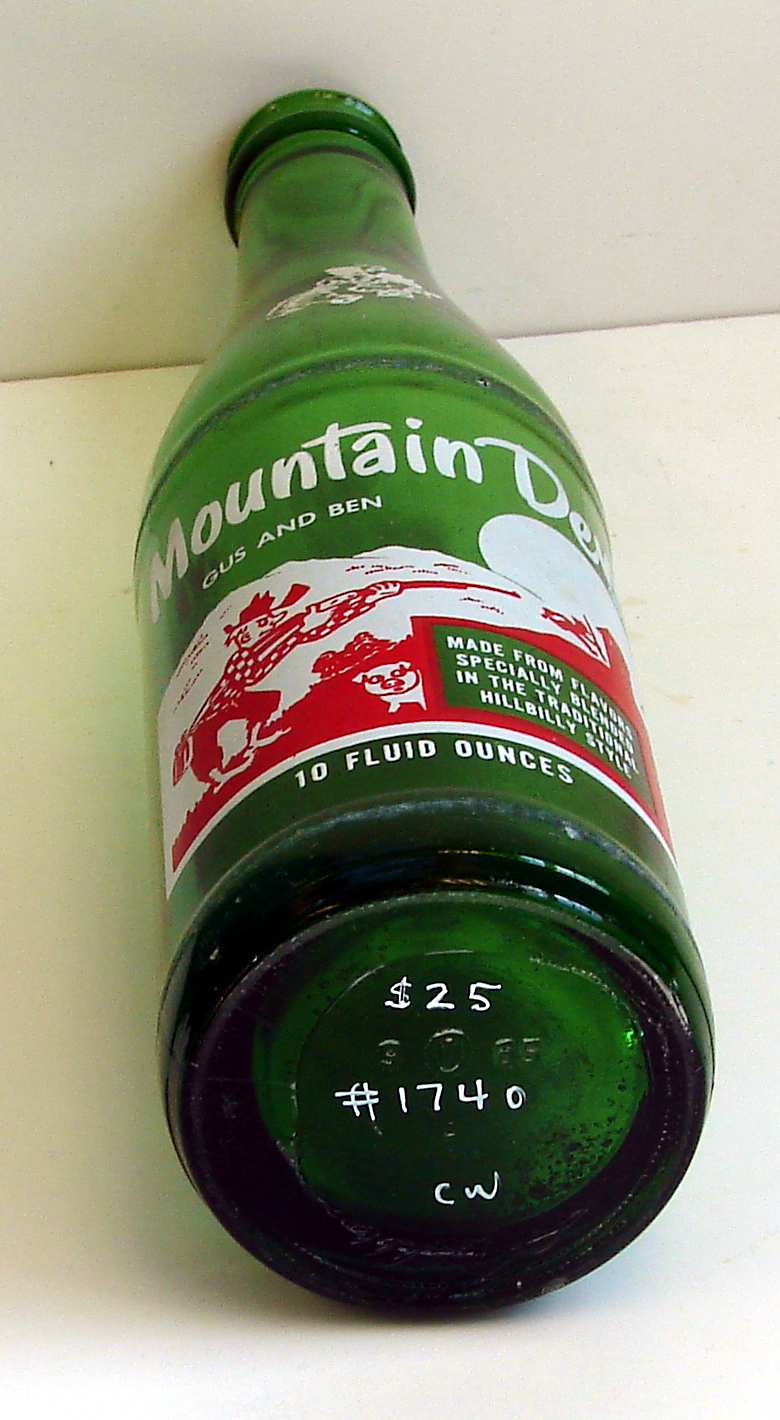 Mountain Dew
GUS AND BEN
MADE FROM FLAVORS
SPECIALLY BLENDED
IN THE TRADITIONAL
HILLBILLY STYLE
10 FLUID OUNCES
$25
#1740
CW